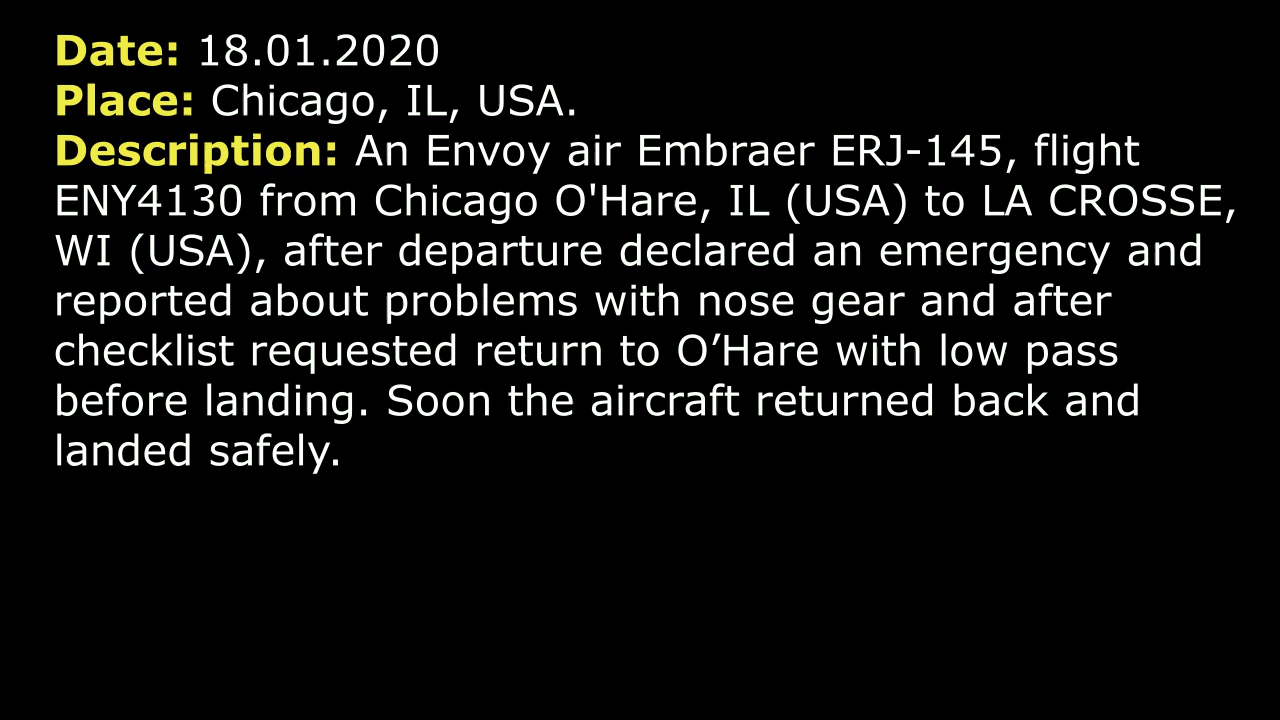 Date: 18.01.2020
Place: Chicago, IL, USA.
Description: An Envoy air Embraer ERJ-145, flight
ENY4130 from Chicago O'Hare, IL (USA) to LA CROSSE,
WI (USA), after departure declared an emergency and
reported about problems with nose gear and after
checklist requested return to O’Hare with low pass
before landing. Soon the aircraft returned back and
landed safely.